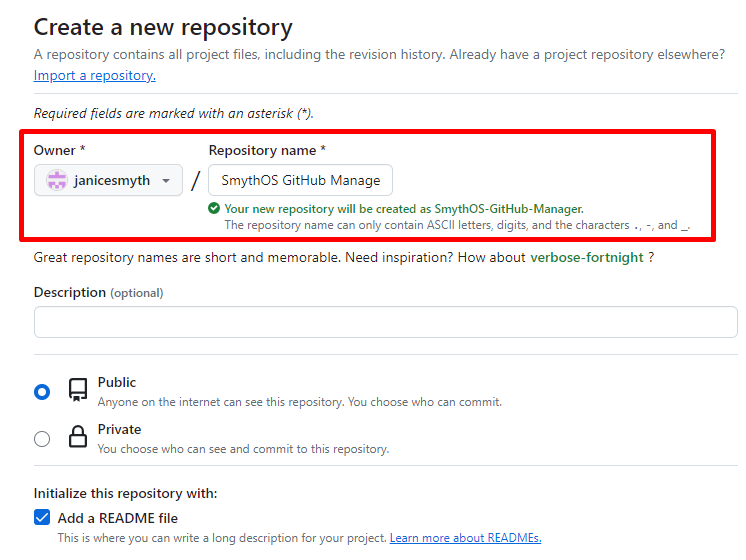 Create a new repository
A repository contains all project files, including the revision history. Already have a project repository elsewhere?
Import a repository.
Required fields are marked with an asterisk (*).
Owner * Repository name *
janicesmyth / SmythOS GitHub Manage
Your new repository will be created as SmythOS-GitHub-Manager.
The repository name can only contain ASCII letters, digits, and the characters ., -, and _.
Great repository names are short and memorable. Need inspiration? How about verbose-fortnight ?
Description (optional)
Public
Anyone on the internet can see this repository. You choose who can commit.
Private
You choose who can see and commit to this repository.
Initialize this repository with:
Add a README file
This is where you can write a long description for your project. Learn more about READMEs.